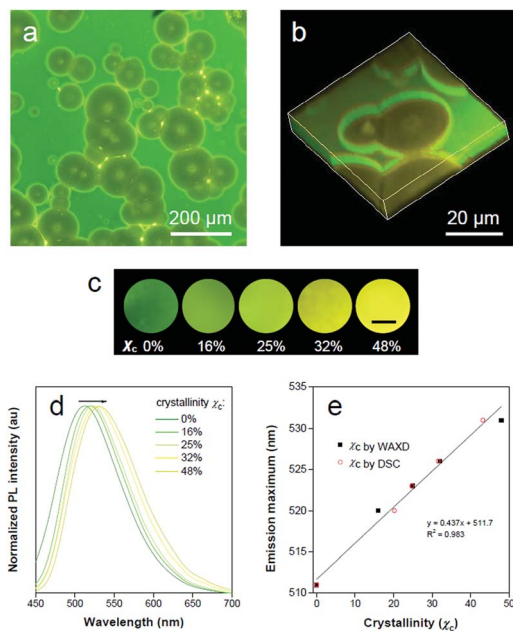 a
200 μm
b
20 μm
c
χc 0% 16% 25% 32% 48%
d
crystallinity χc:
0%
16%
25%
32%
48%
Normalized PL intensity (au)
450 500 550 600 650 700
Wavelength (nm)
e
535
530
525
520
515
510
Emission maximum (nm)
χc by WAXD
χc by DSC
y = 0.437x + 511.7
R² = 0.983
0 10 20 30 40 50
Crystallinity (χc)